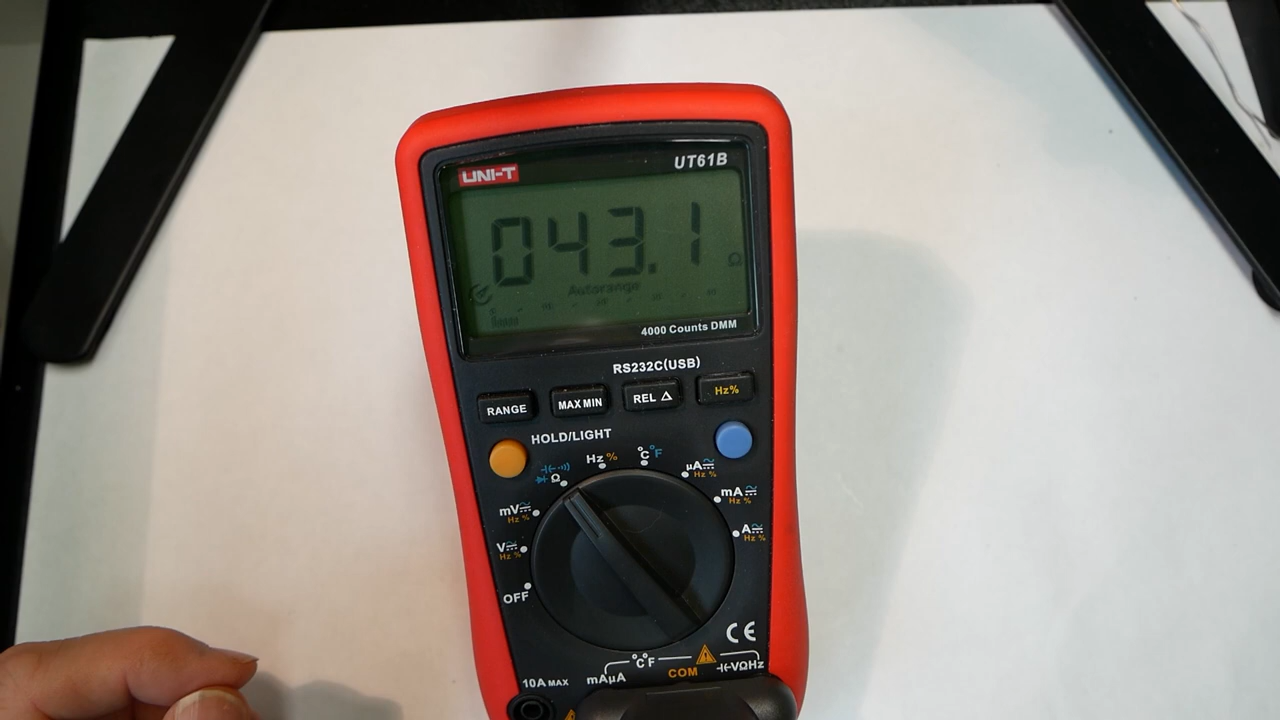 UNI-T
UT61B
043.1 Ω
Autorange
4000 Counts DMM
RS232C(USB)
RANGE
MAX MIN
REL Δ
Hz%
HOLD/LIGHT
Ω
Hz %
°C °F
µA
Hz %
mA
Hz %
A
Hz %
mV
Hz %
V
Hz %
OFF
CE
°C°F
10A MAX
mAµA
COM
VΩHz